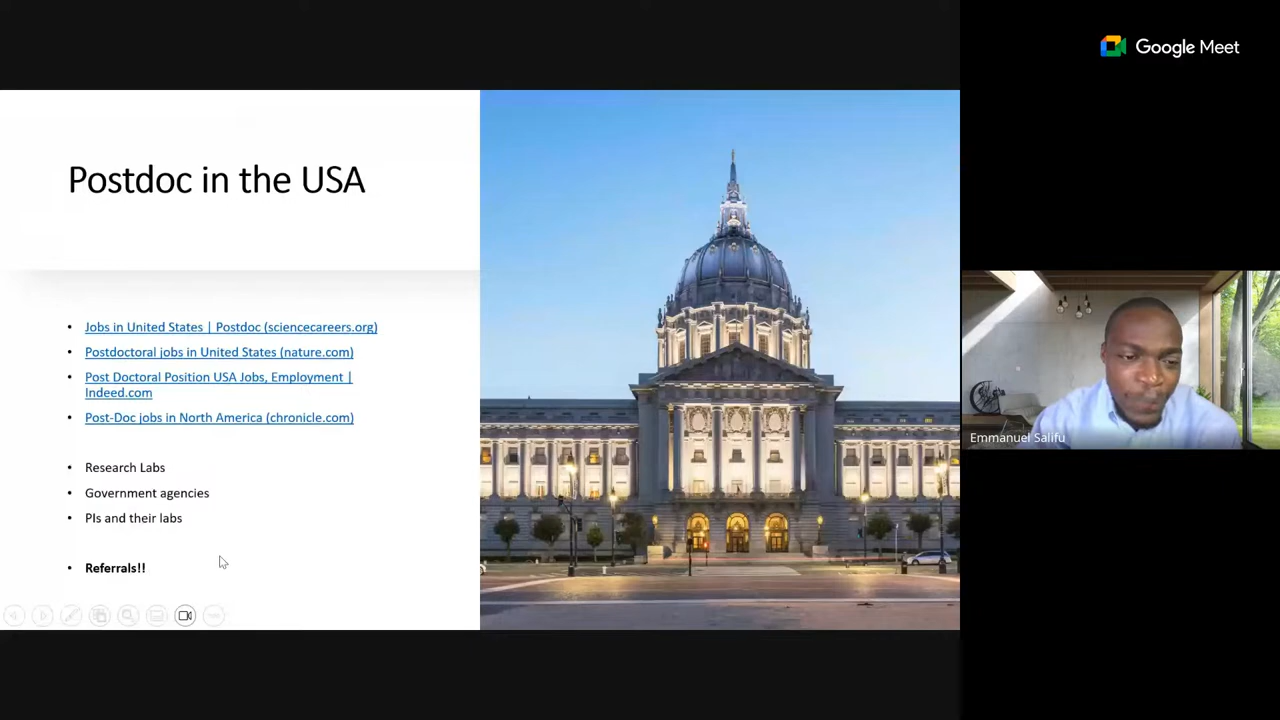 Google Meet
Postdoc in the USA
• Jobs in United States | Postdoc (sciencecareers.org)
• Postdoctoral jobs in United States (nature.com)
• Post Doctoral Position USA Jobs, Employment |
Indeed.com
• Post-Doc jobs in North America (chronicle.com)
• Research Labs
• Government agencies
• PIs and their labs
• Referrals!!
Emmanuel Salifu